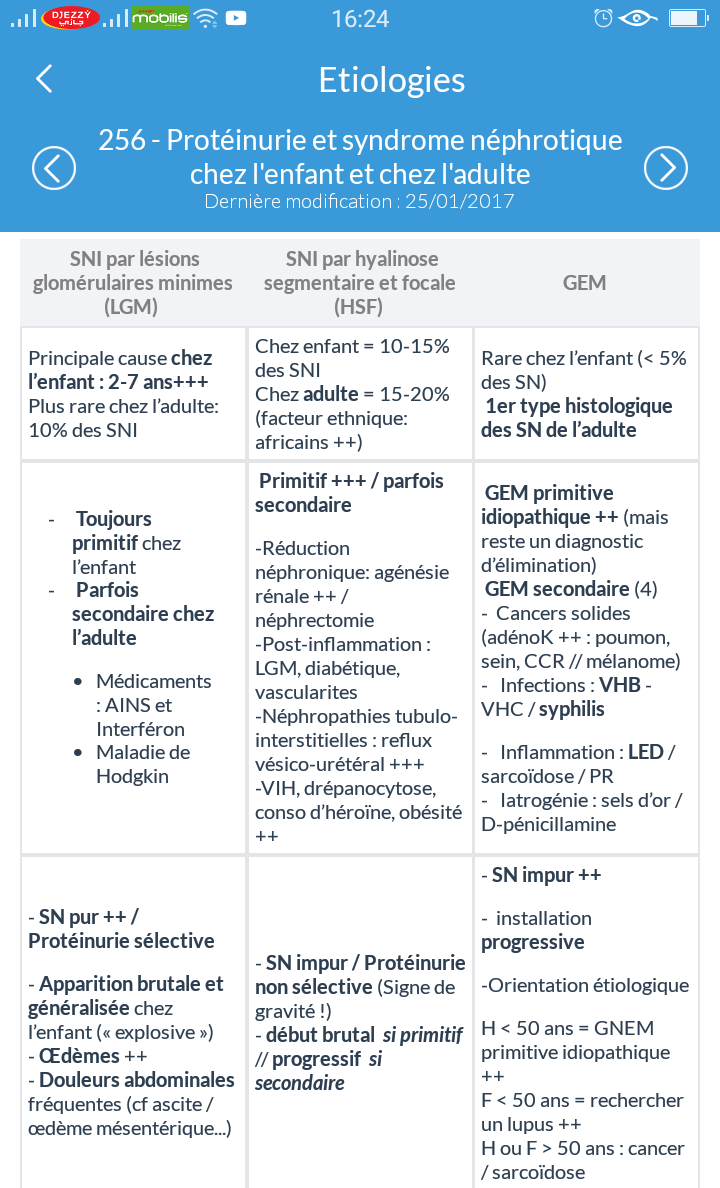 DJEZZY
جازي
mobilis
16:24
Etiologies
256 - Protéinurie et syndrome néphrotique
chez l'enfant et chez l'adulte
Dernière modification : 25/01/2017
SNI par lésions
glomérulaires minimes
(LGM)
SNI par hyalinose
segmentaire et focale
(HSF)
GEM
Principale cause chez
l'enfant : 2-7 ans+++
Plus rare chez l'adulte:
10% des SNI
Chez enfant = 10-15%
des SNI
Chez adulte = 15-20%
(facteur ethnique:
africains ++)
Rare chez l'enfant (< 5%
des SN)
1er type histologique
des SN de l'adulte
- Toujours
primitif chez
l'enfant
- Parfois
secondaire chez
l'adulte
• Médicaments
: AINS et
Interféron
• Maladie de
Hodgkin
Primitif +++ / parfois
secondaire
-Réduction
néphronique: agénésie
rénale ++ /
néphrectomie
-Post-inflammation :
LGM, diabétique,
vascularites
-Néphropathies tubulo-
interstitielles : reflux
vésico-urétéral +++
-VIH, drépanocytose,
conso d'héroïne, obésité
++
GEM primitive
idiopathique ++ (mais
reste un diagnostic
d'élimination)
GEM secondaire (4)
- Cancers solides
(adénoK ++ : poumon,
sein, CCR // mélanome)
- Infections : VHB -
VHC / syphilis
- Inflammation : LED /
sarcoïdose / PR
- Iatrogénie : sels d'or /
D-pénicillamine
- SN pur ++ /
Protéinurie sélective
- Apparition brutale et
généralisée chez
l'enfant (« explosive »)
- Œdèmes ++
- Douleurs abdominales
fréquentes (cf ascite /
œdème mésentérique...)
- SN impur / Protéinurie
non sélective (Signe de
gravité !)
- début brutal si primitif
// progressif si
secondaire
- SN impur ++
- installation
progressive
-Orientation étiologique
H < 50 ans = GNEM
primitive idiopathique
++
F < 50 ans = rechercher
un lupus ++
H ou F > 50 ans : cancer
/ sarcoïdose